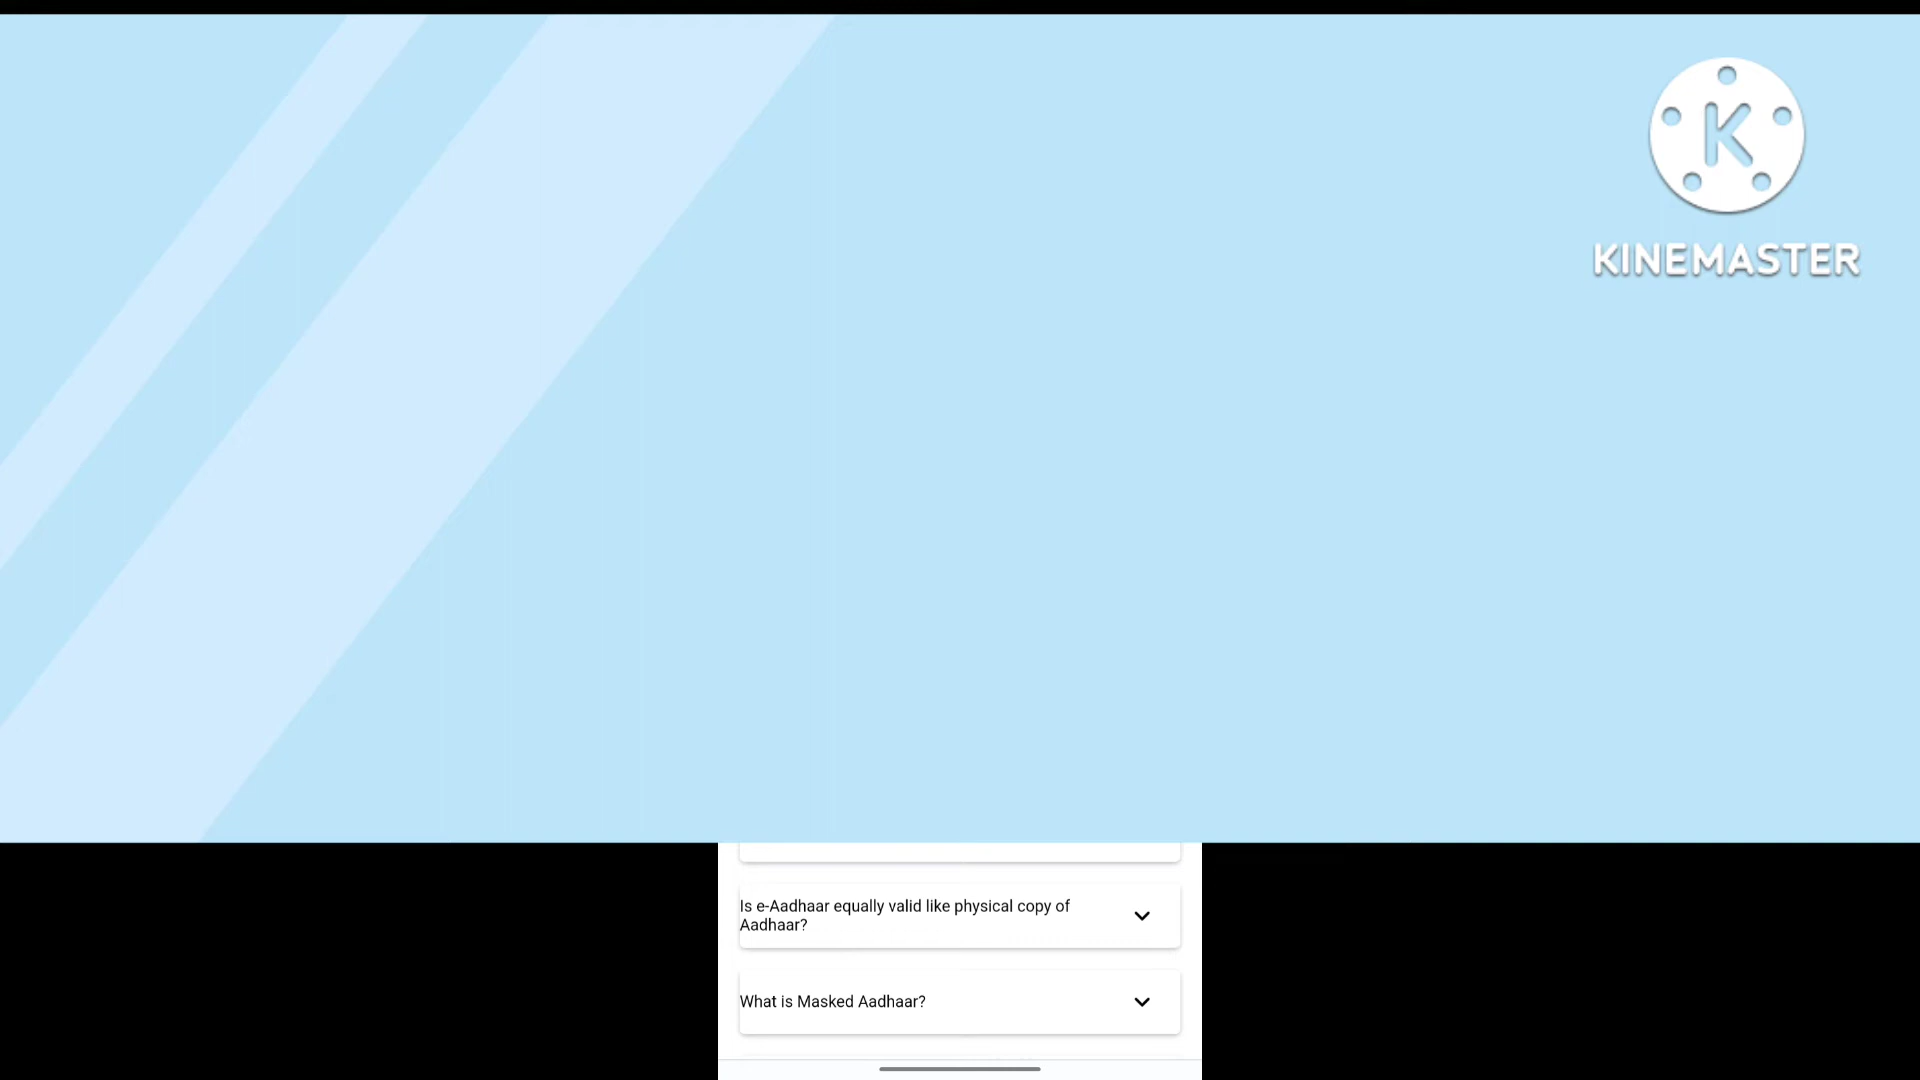 K
KINEMASTER
Is e-Aadhaar equally valid like physical copy of
Aadhaar?
What is Masked Aadhaar?